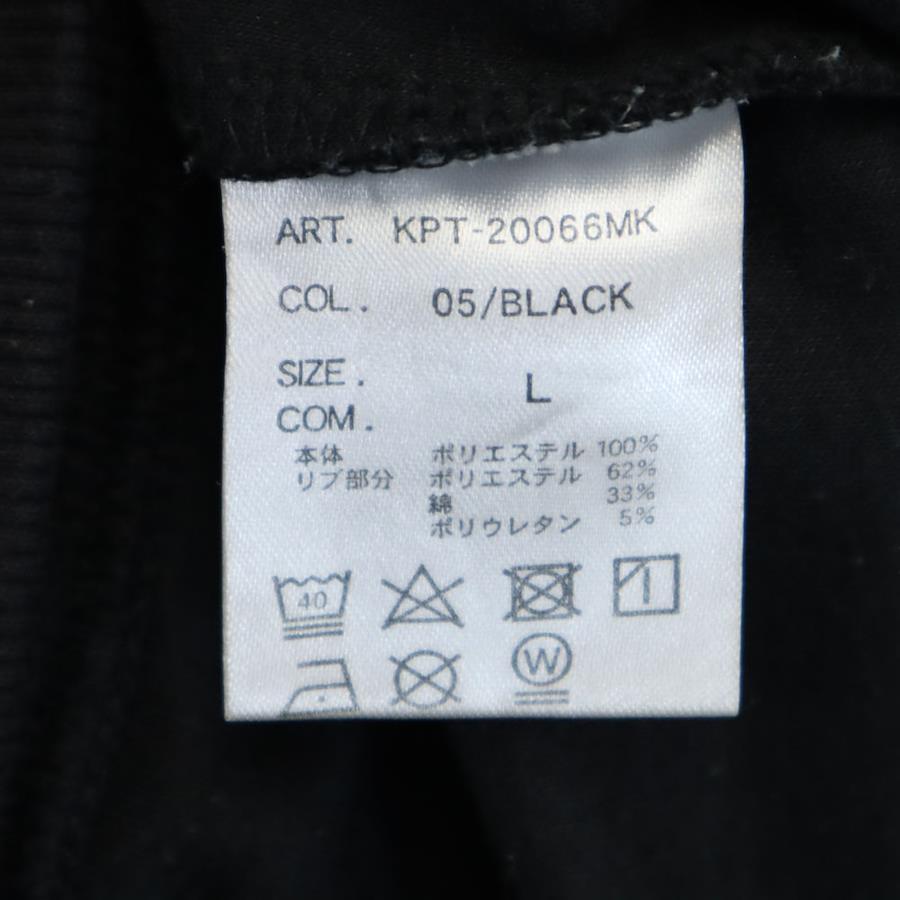 ART. KPT-20066MK
COL. 05/BLACK
SIZE. L
COM.
本体 ポリエステル 100%
リブ部分 ポリエステル 62%
綿 33%
ポリウレタン 5%
40
W